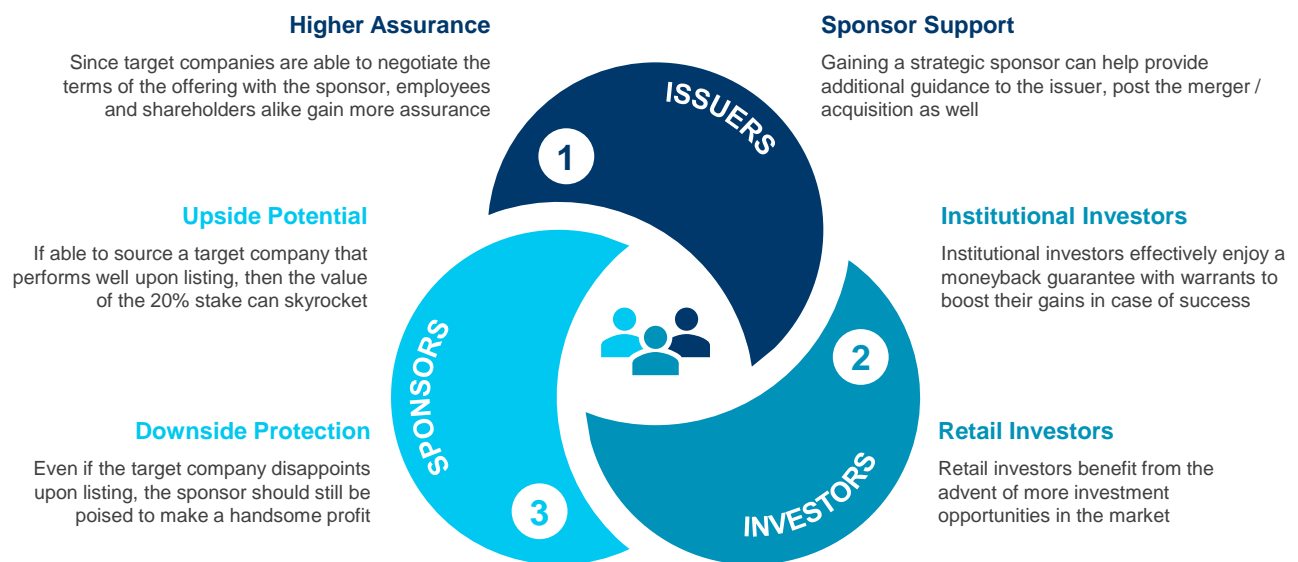 Higher Assurance
Since target companies are able to negotiate the
terms of the offering with the sponsor, employees
and shareholders alike gain more assurance
Sponsor Support
Gaining a strategic sponsor can help provide
additional guidance to the issuer, post the merger /
acquisition as well
ISSUERS
1
Upside Potential
If able to source a target company that
performs well upon listing, then the value
of the 20% stake can skyrocket
Institutional Investors
Institutional investors effectively enjoy a
moneyback guarantee with warrants to
boost their gains in case of success
SPONSORS
2
Downside Protection
Even if the target company disappoints
upon listing, the sponsor should still be
poised to make a handsome profit
3
INVESTORS
Retail Investors
Retail investors benefit from the
advent of more investment
opportunities in the market